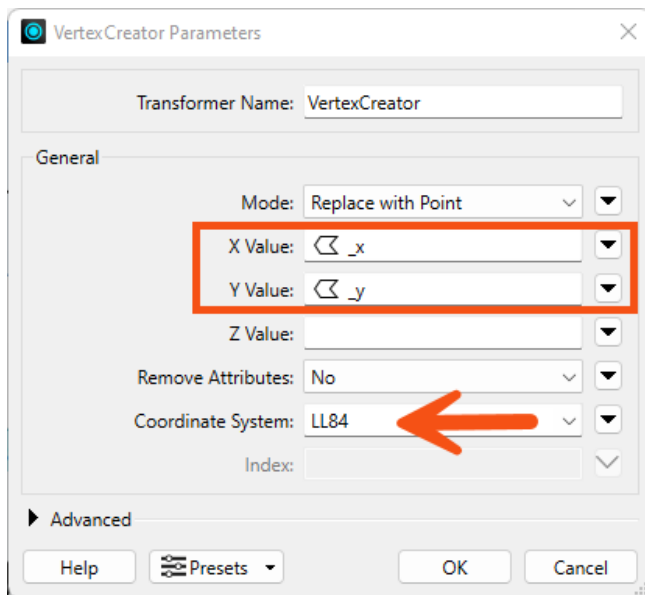 VertexCreator Parameters
Transformer Name: VertexCreator
General
Mode: Replace with Point
X Value: _x
Y Value: _y
Z Value:
Remove Attributes: No
Coordinate System: LL84
Index:
Advanced
Help Presets OK Cancel